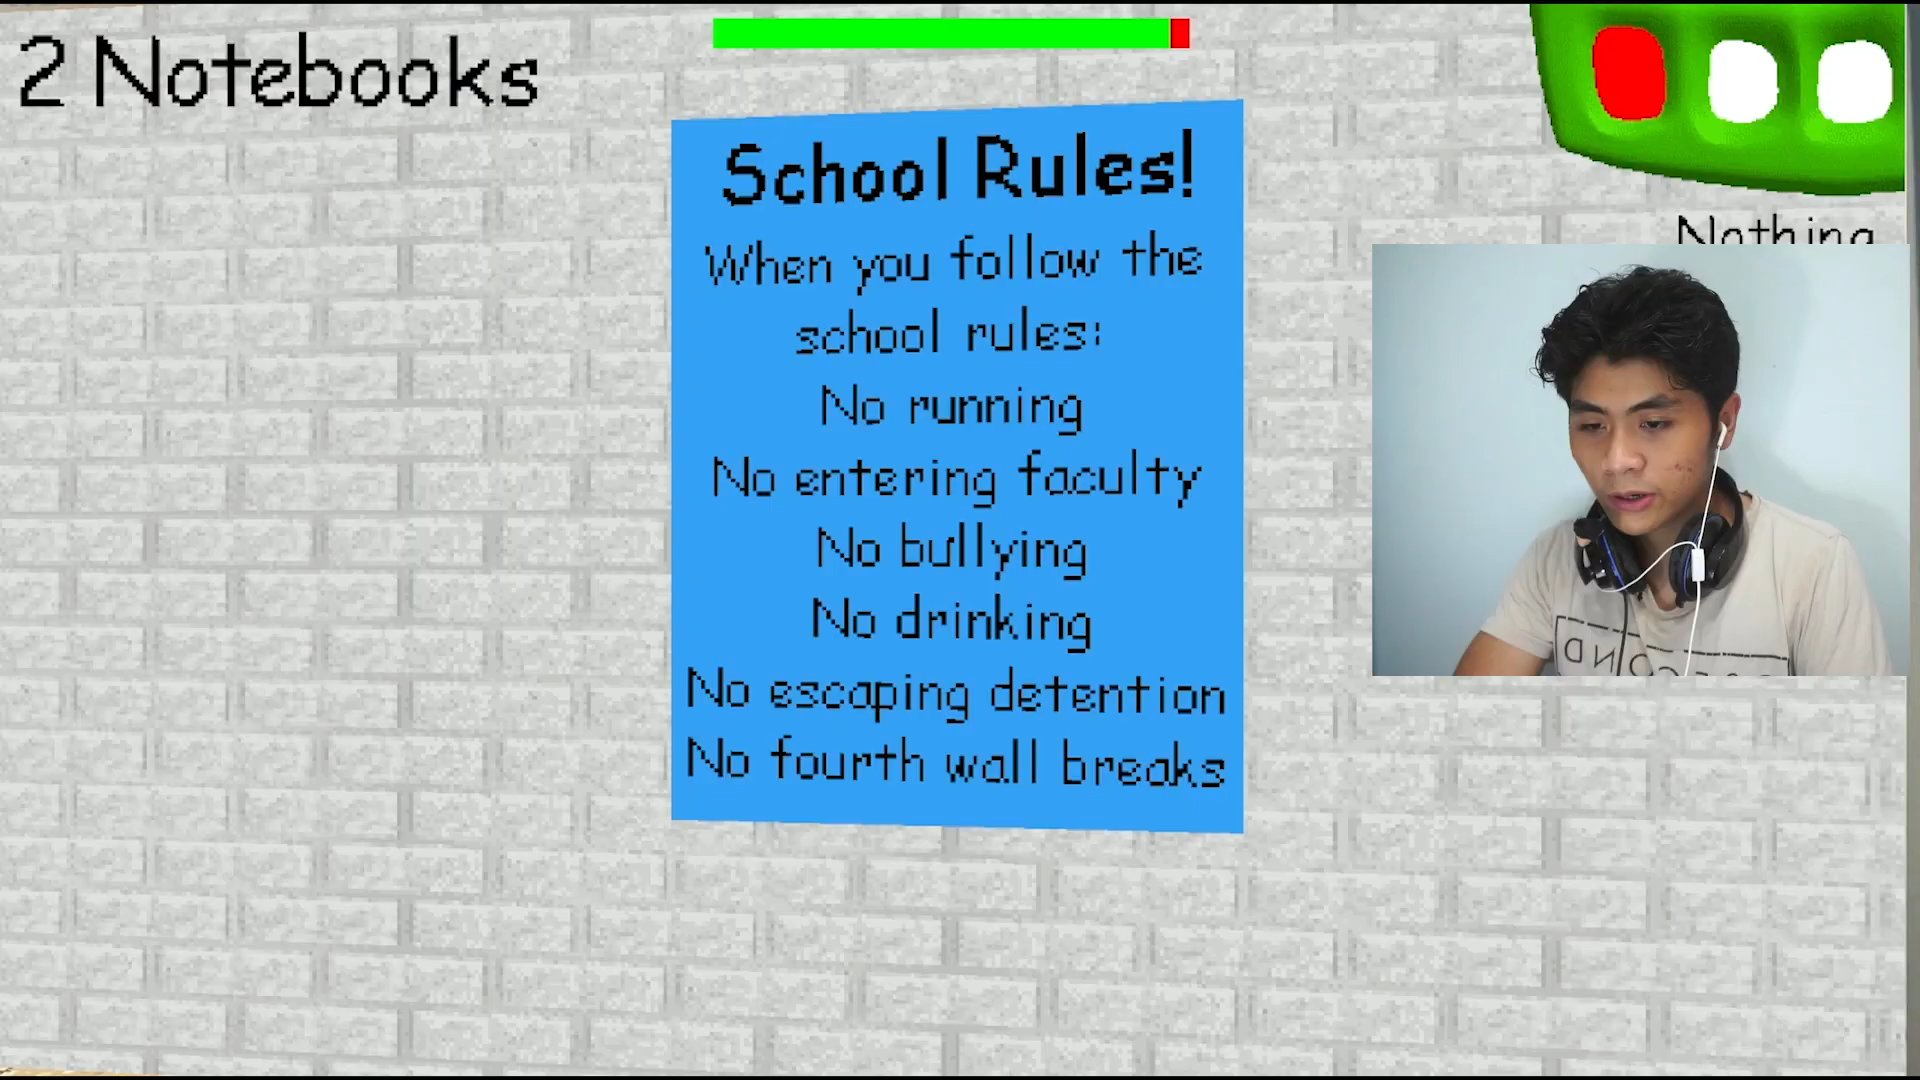 2 Notebooks
School Rules!
When you follow the
school rules:
No running
No entering faculty
No bullying
No drinking
No escaping detention
No fourth wall breaks
Nothing